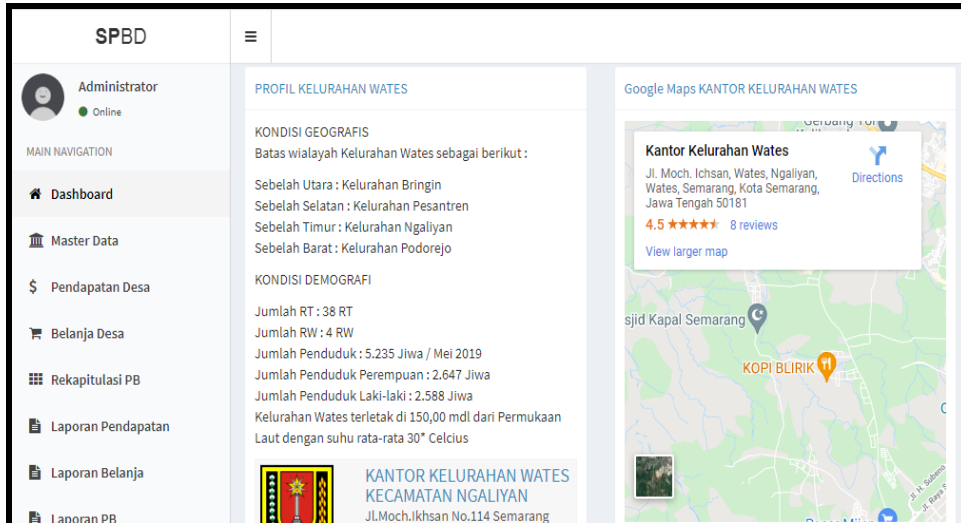 SPBD
≡
Administrator
Online
MAIN NAVIGATION
Dashboard
Master Data
$ Pendapatan Desa
Belanja Desa
Rekapitulasi PB
Laporan Pendapatan
Laporan Belanja
Laporan PB
PROFIL KELURAHAN WATES
KONDISI GEOGRAFIS
Batas wialayah Kelurahan Wates sebagai berikut :
Sebelah Utara : Kelurahan Bringin
Sebelah Selatan : Kelurahan Pesantren
Sebelah Timur : Kelurahan Ngaliyan
Sebelah Barat : Kelurahan Podorejo
KONDISI DEMOGRAFI
Jumlah RT : 38 RT
Jumlah RW : 4 RW
Jumlah Penduduk : 5.235 Jiwa / Mei 2019
Jumlah Penduduk Perempuan : 2.647 Jiwa
Jumlah Penduduk Laki-laki : 2.588 Jiwa
Kelurahan Wates terletak di 150,00 mdl dari Permukaan
Laut dengan suhu rata-rata 30* Celcius
KANTOR KELURAHAN WATES
KECAMATAN NGALIYAN
Jl.Moch.Ikhsan No.114 Semarang
Google Maps KANTOR KELURAHAN WATES
Gerbang
Kantor Kelurahan Wates
Jl. Moch. Ichsan, Wates, Ngaliyan,
Wates, Semarang, Kota Semarang,
Jawa Tengah 50181
4.5 8 reviews
View larger map
Directions
sjid Kapal Semarang
KOPI BLIRIK
Jl. H. Subeno
Jl. Raya